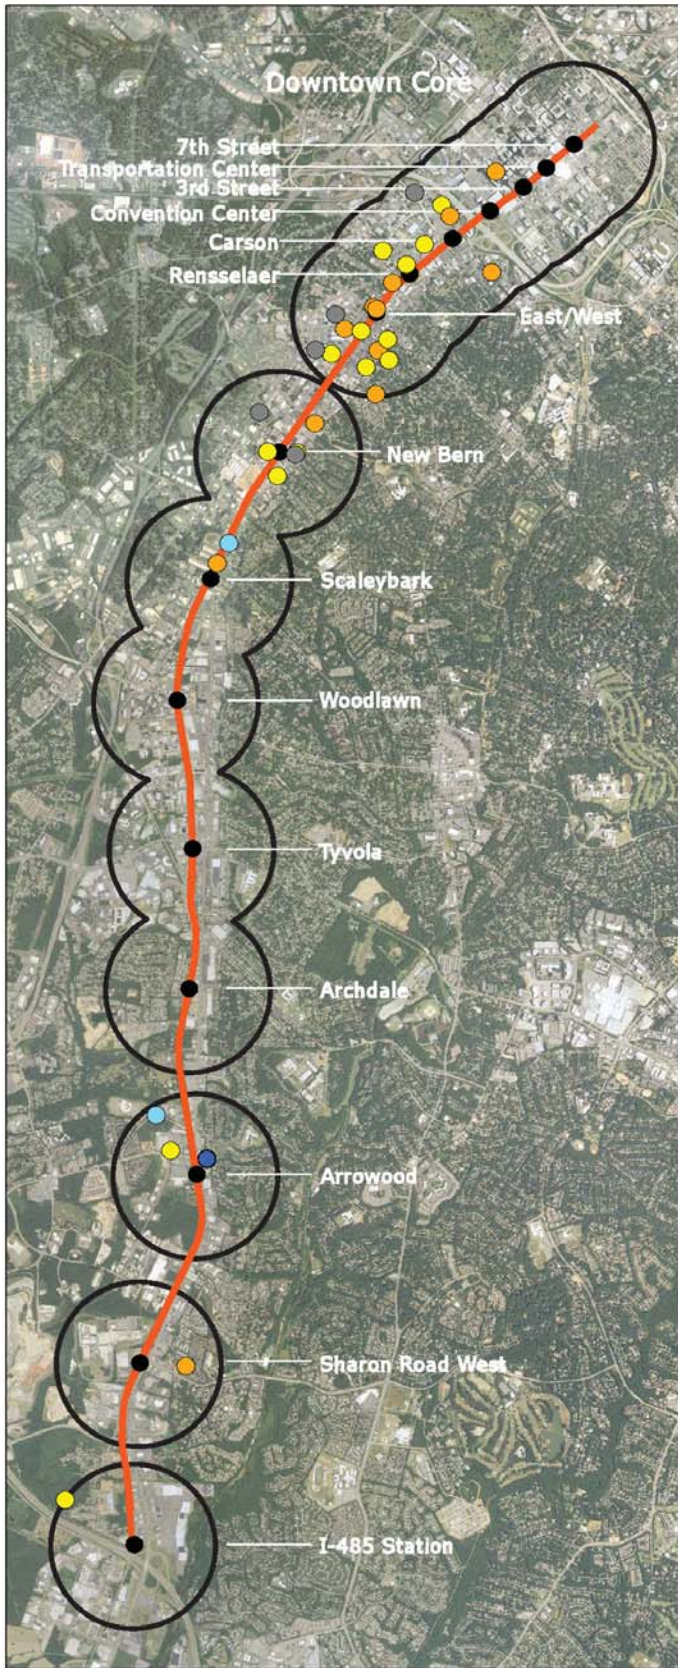 Downtown Core
7th Street
Transportation Center
3rd Street
Convention Center
Carson
Rensselaer
East/West
New Bern
Scaleybark
Woodlawn
Tyvola
Archdale
Arrowood
Sharon Road West
I-485 Station